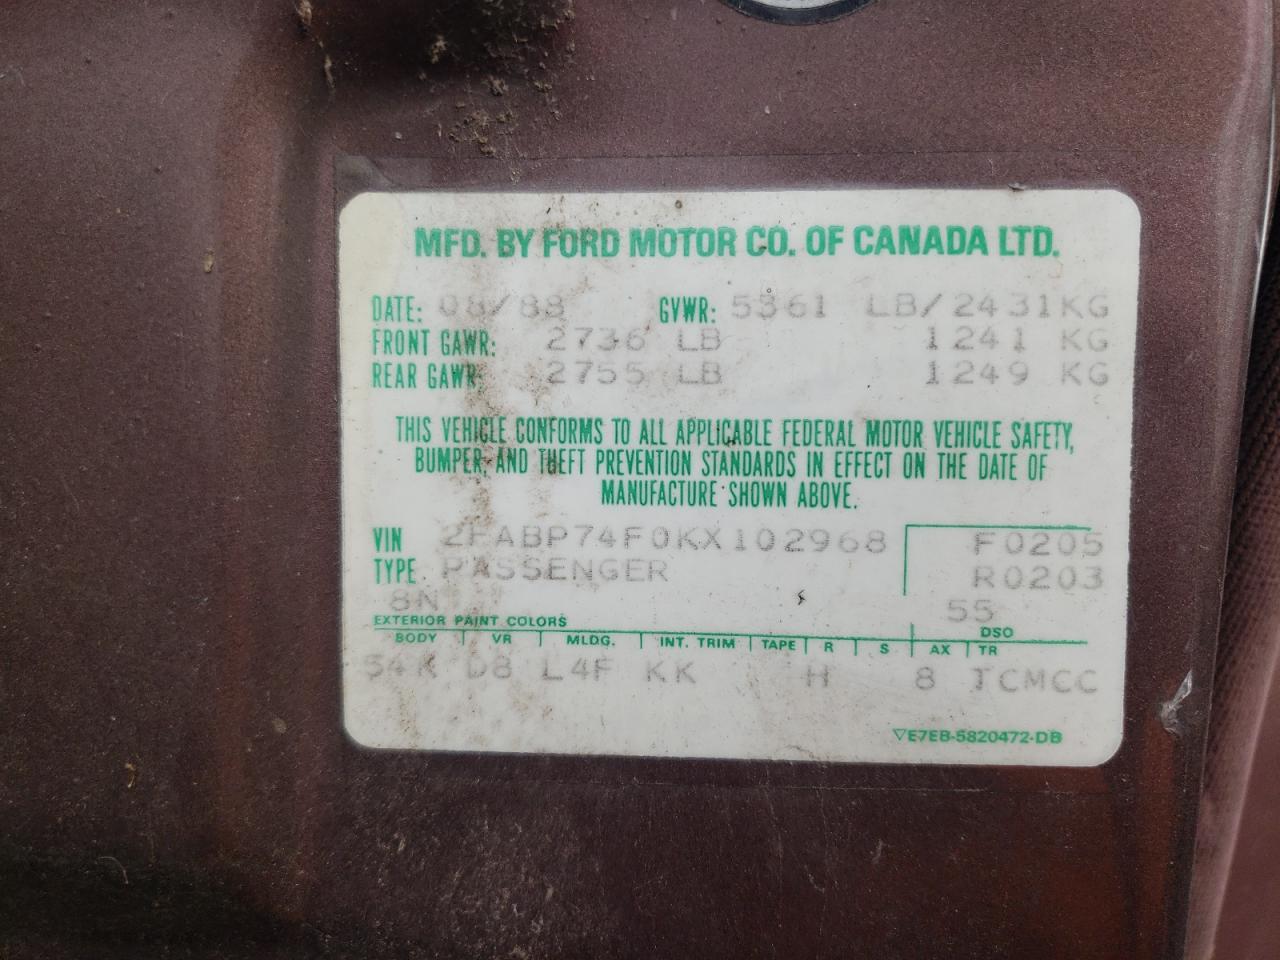 MFD. BY FORD MOTOR CO. OF CANADA LTD.
DATE: 08/88 GVWR: 5361 LB/2431KG
FRONT GAWR: 2736 LB 1241 KG
REAR GAWR: 2755 LB 1249 KG
THIS VEHICLE CONFORMS TO ALL APPLICABLE FEDERAL MOTOR VEHICLE SAFETY,
BUMPER, AND THEFT PREVENTION STANDARDS IN EFFECT ON THE DATE OF
MANUFACTURE SHOWN ABOVE.
VIN 2FABP74F0KX102968 F0205
TYPE PASSENGER R0203
8N 55
EXTERIOR PAINT COLORS DSO
BODY VR MLDG. INT. TRIM TAPE R S AX TR
54K D8 L4F KK H 8 TCMCC
▽E7EB-5820472-DB